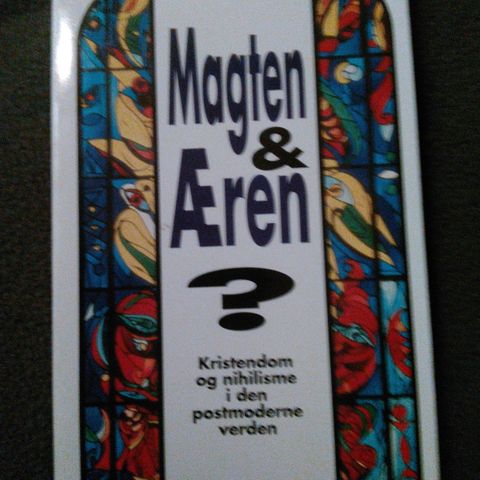 Magten
&
Æren
?
Kristendom
og nihilisme
i den
postmoderne
verden